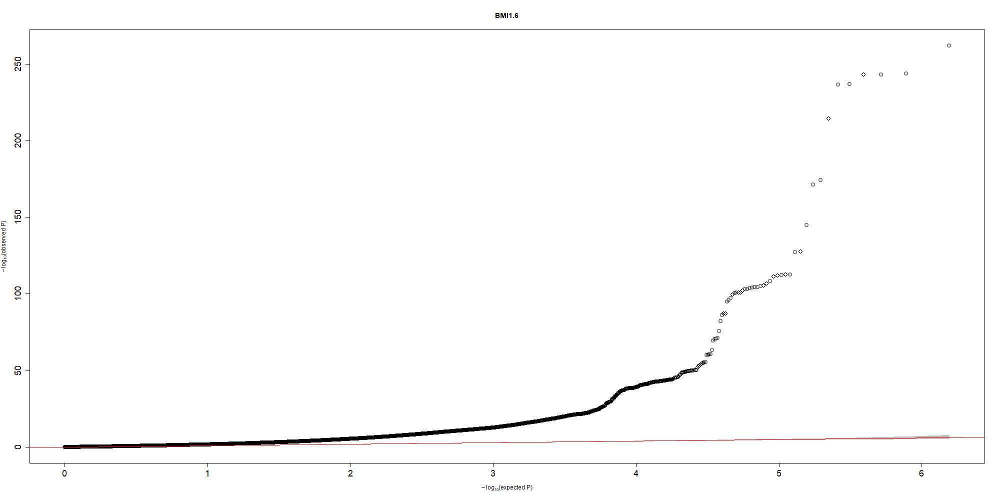 BMI1.6
250
200
150
100
50
0
−log₁₀(observed P)
0 1 2 3 4 5 6
−log₁₀(expected P)